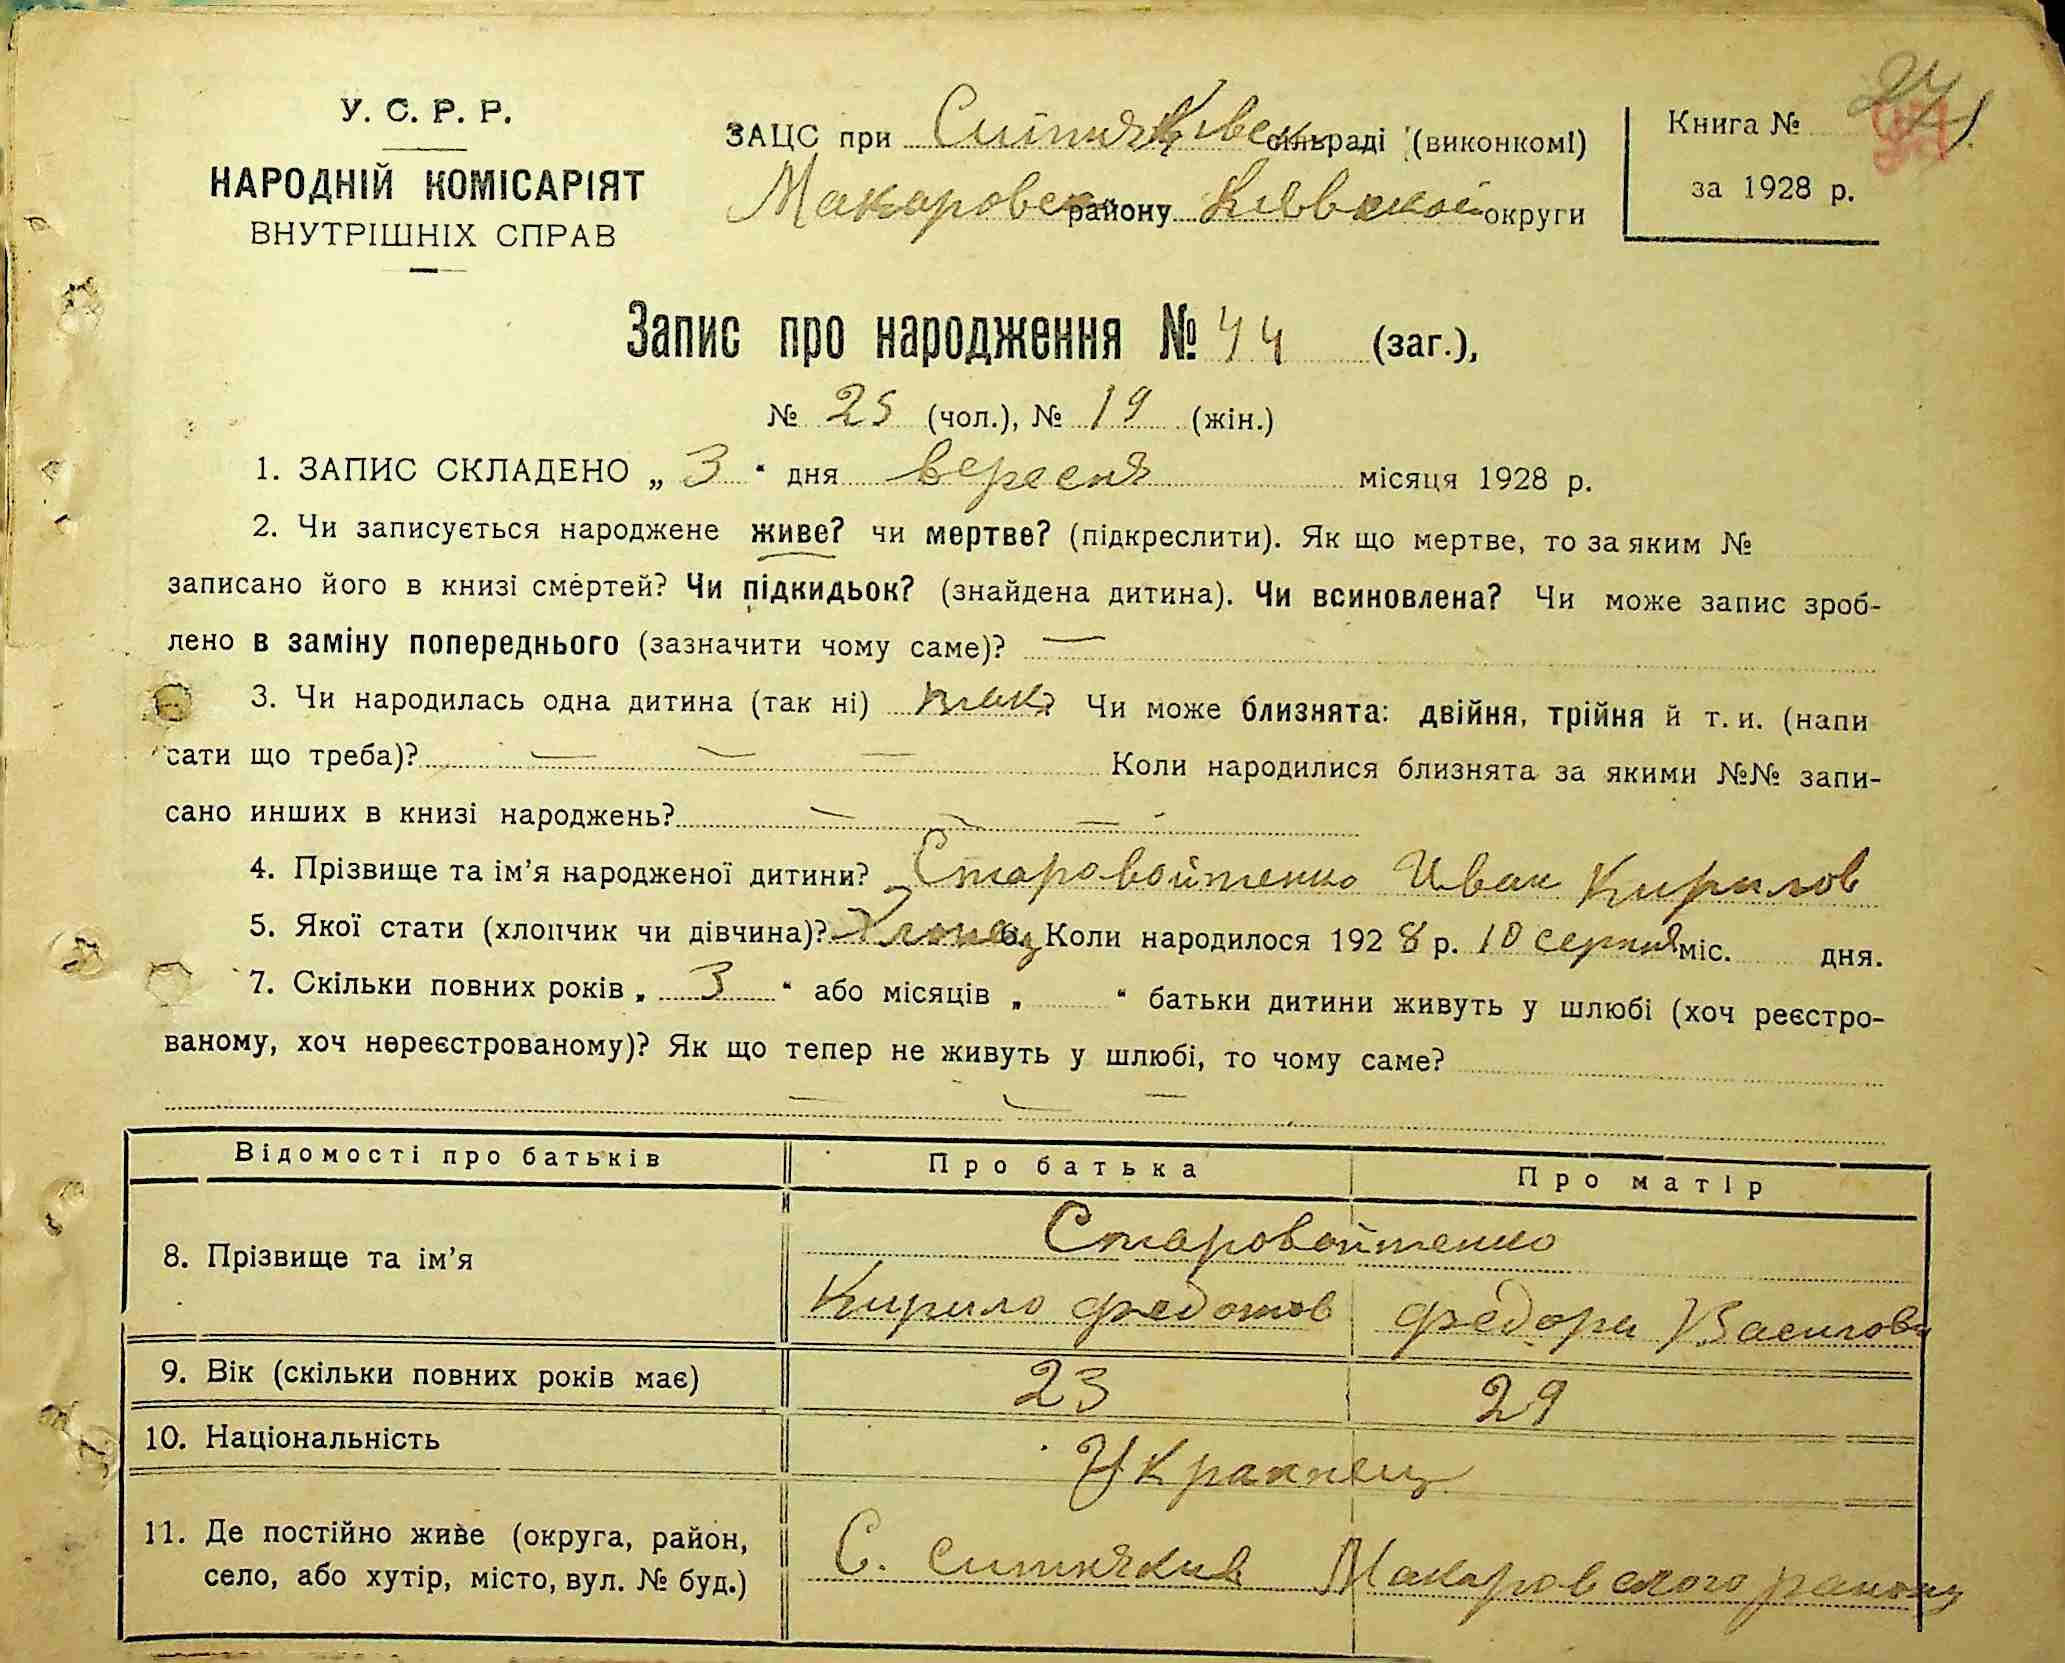 У. С. Р. Р.
НАРОДНІЙ КОМІСАРІЯТ
ВНУТРІШНІХ СПРАВ
ЗАЦС при Ситняківск сільраді (виконкомі)
Макаровск району Київської округи
Книга №
за 1928 р.
Запис про народження № 44 (заг.),
№ 25 (чол.), № 19 (жін.)
1. ЗАПИС СКЛАДЕНО „ 3 “ дня вересня місяця 1928 р.
2. Чи записується народжене живе? чи мертве? (підкреслити). Як що мертве, то за яким №
записано його в книзі смертей? Чи підкидьок? (знайдена дитина). Чи всиновлена? Чи може запис зроб-
лено в заміну попереднього (зазначити чому саме)? —
3. Чи народилась одна дитина (так ні) так Чи може близнята: двійня, трійня й т. и. (напи
сати що треба)? — — — Коли народилися близнята за якими №№ запи-
сано инших в книзі народжень? — — —
4. Прізвище та ім’я народженої дитини? Старовойтенко Иван Кирилов
5. Якої стати (хлопчик чи дівчина)? Хлопец 6. Коли народилося 1928 р. 10 серпня міс. дня.
7. Скільки повних років „ 3 “ або місяців „ “ батьки дитини живуть у шлюбі (хоч реєстро-
ваному, хоч нереєстрованому)? Як що тепер не живуть у шлюбі, то чому саме?
— — —
Відомості про батьків Про батька Про матір
8. Прізвище та ім’я Старовойтенко
Кирило Федотов Федора Василовн
9. Вік (скільки повних років має) 23 29
10. Національність Украинец
11. Де постійно живе (округа, район,
село, або хутір, місто, вул. № буд.)
С. Ситняки Макаровского району